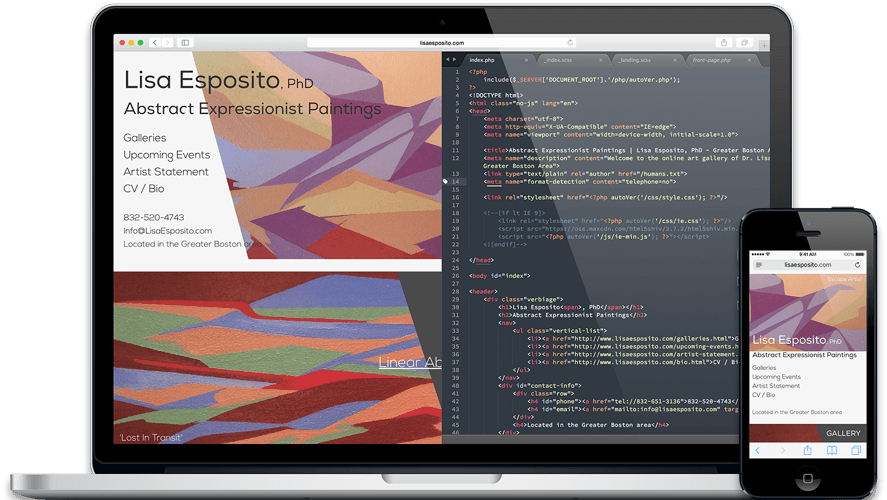 lisaesposito.com
Lisa Esposito, PhD
Abstract Expressionist Paintings
Galleries
Upcoming Events
Artist Statement
CV / Bio
832-520-4743
Info@LisaEsposito.com
Located in the Greater Boston area
Linear Ab
'Lost In Transit'
index.php
_index.scss
_landing.scss
front-page.php
1 <?php
2 include($_SERVER['DOCUMENT_ROOT'].'/php/autoVer.php');
3 ?>
4 <!DOCTYPE html>
5 <html class="no-js" lang="en">
6 <head>
7 <meta charset="utf-8">
8 <meta http-equiv="X-UA-Compatible" content="IE=edge">
9 <meta name="viewport" content="width=device-width, initial-scale=1.0">
10
11 <title>Abstract Expressionist Paintings | Lisa Esposito, PhD - Greater Boston A
12 <meta name="description" content="Welcome to the online art gallery of Dr. Lisa
Greater Boston Area">
13 <link type="text/plain" rel="author" href="/humans.txt">
14 <meta name="format-detection" content="telephone=no">
15
16 <link rel="stylesheet" href="<?php autoVer('/css/style.css'); ?>"/>
17
18 <!--[if lt IE 9]>
19 <link rel="stylesheet" href="<?php autoVer('/css/ie.css'); ?>"/>
20 <script src="https://oss.maxcdn.com/html5shiv/3.7.2/html5shiv.min.
21 <script src="<?php autoVer('/js/ie-min.js'); ?>"></script>
22 <![endif]-->
23
24 </head>
25
26 <body id="index">
27
28 <header>
29 <div class="verbiage">
30 <h1>Lisa Esposito<span>, PhD</span></h1>
31 <h2>Abstract Expressionist Paintings</h2>
32 <nav>
33 <ul class="vertical-list">
34 <li><a href="http://www.lisaesposito.com/galleries.html">G
35 <li><a href="http://www.lisaesposito.com/upcoming-events.h
36 <li><a href="http://www.lisaesposito.com/artist-statement.
37 <li><a href="http://www.lisaesposito.com/bio.html">CV / Bi
38 </ul>
39 </nav>
40 <div id="contact-info">
41 <div class="row">
42 <h4 id="phone"><a href="tel://832-651-3136">832-520-4743</
43 <h4 id="email"><a href="mailto:info@lisaesposito.com" targ
44 </div>
45 <h4>Located in the Greater Boston area</h4>
46 </div>
9:41 AM
100%
lisaesposito.com
Lisa Esposito, PhD
Abstract Expressionist Paintings
Galleries
Upcoming Events
Artist Statement
CV / Bio
Located in the Greater Boston area
GALLERY